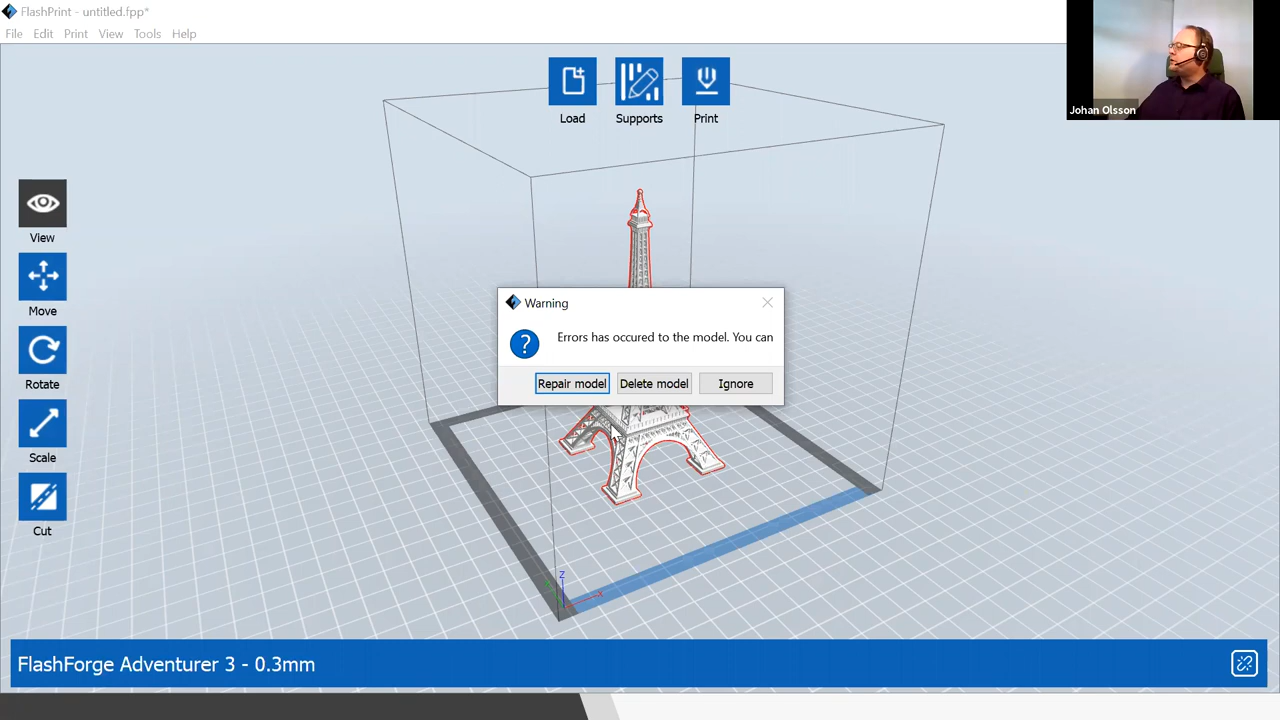 FlashPrint - untitled.fpp*
File Edit Print View Tools Help
Johan Olsson
Load Supports Print
View
Move
Rotate
Scale
Cut
Warning
Errors has occured to the model. You can
Repair model Delete model Ignore
z
x
FlashForge Adventurer 3 - 0.3mm